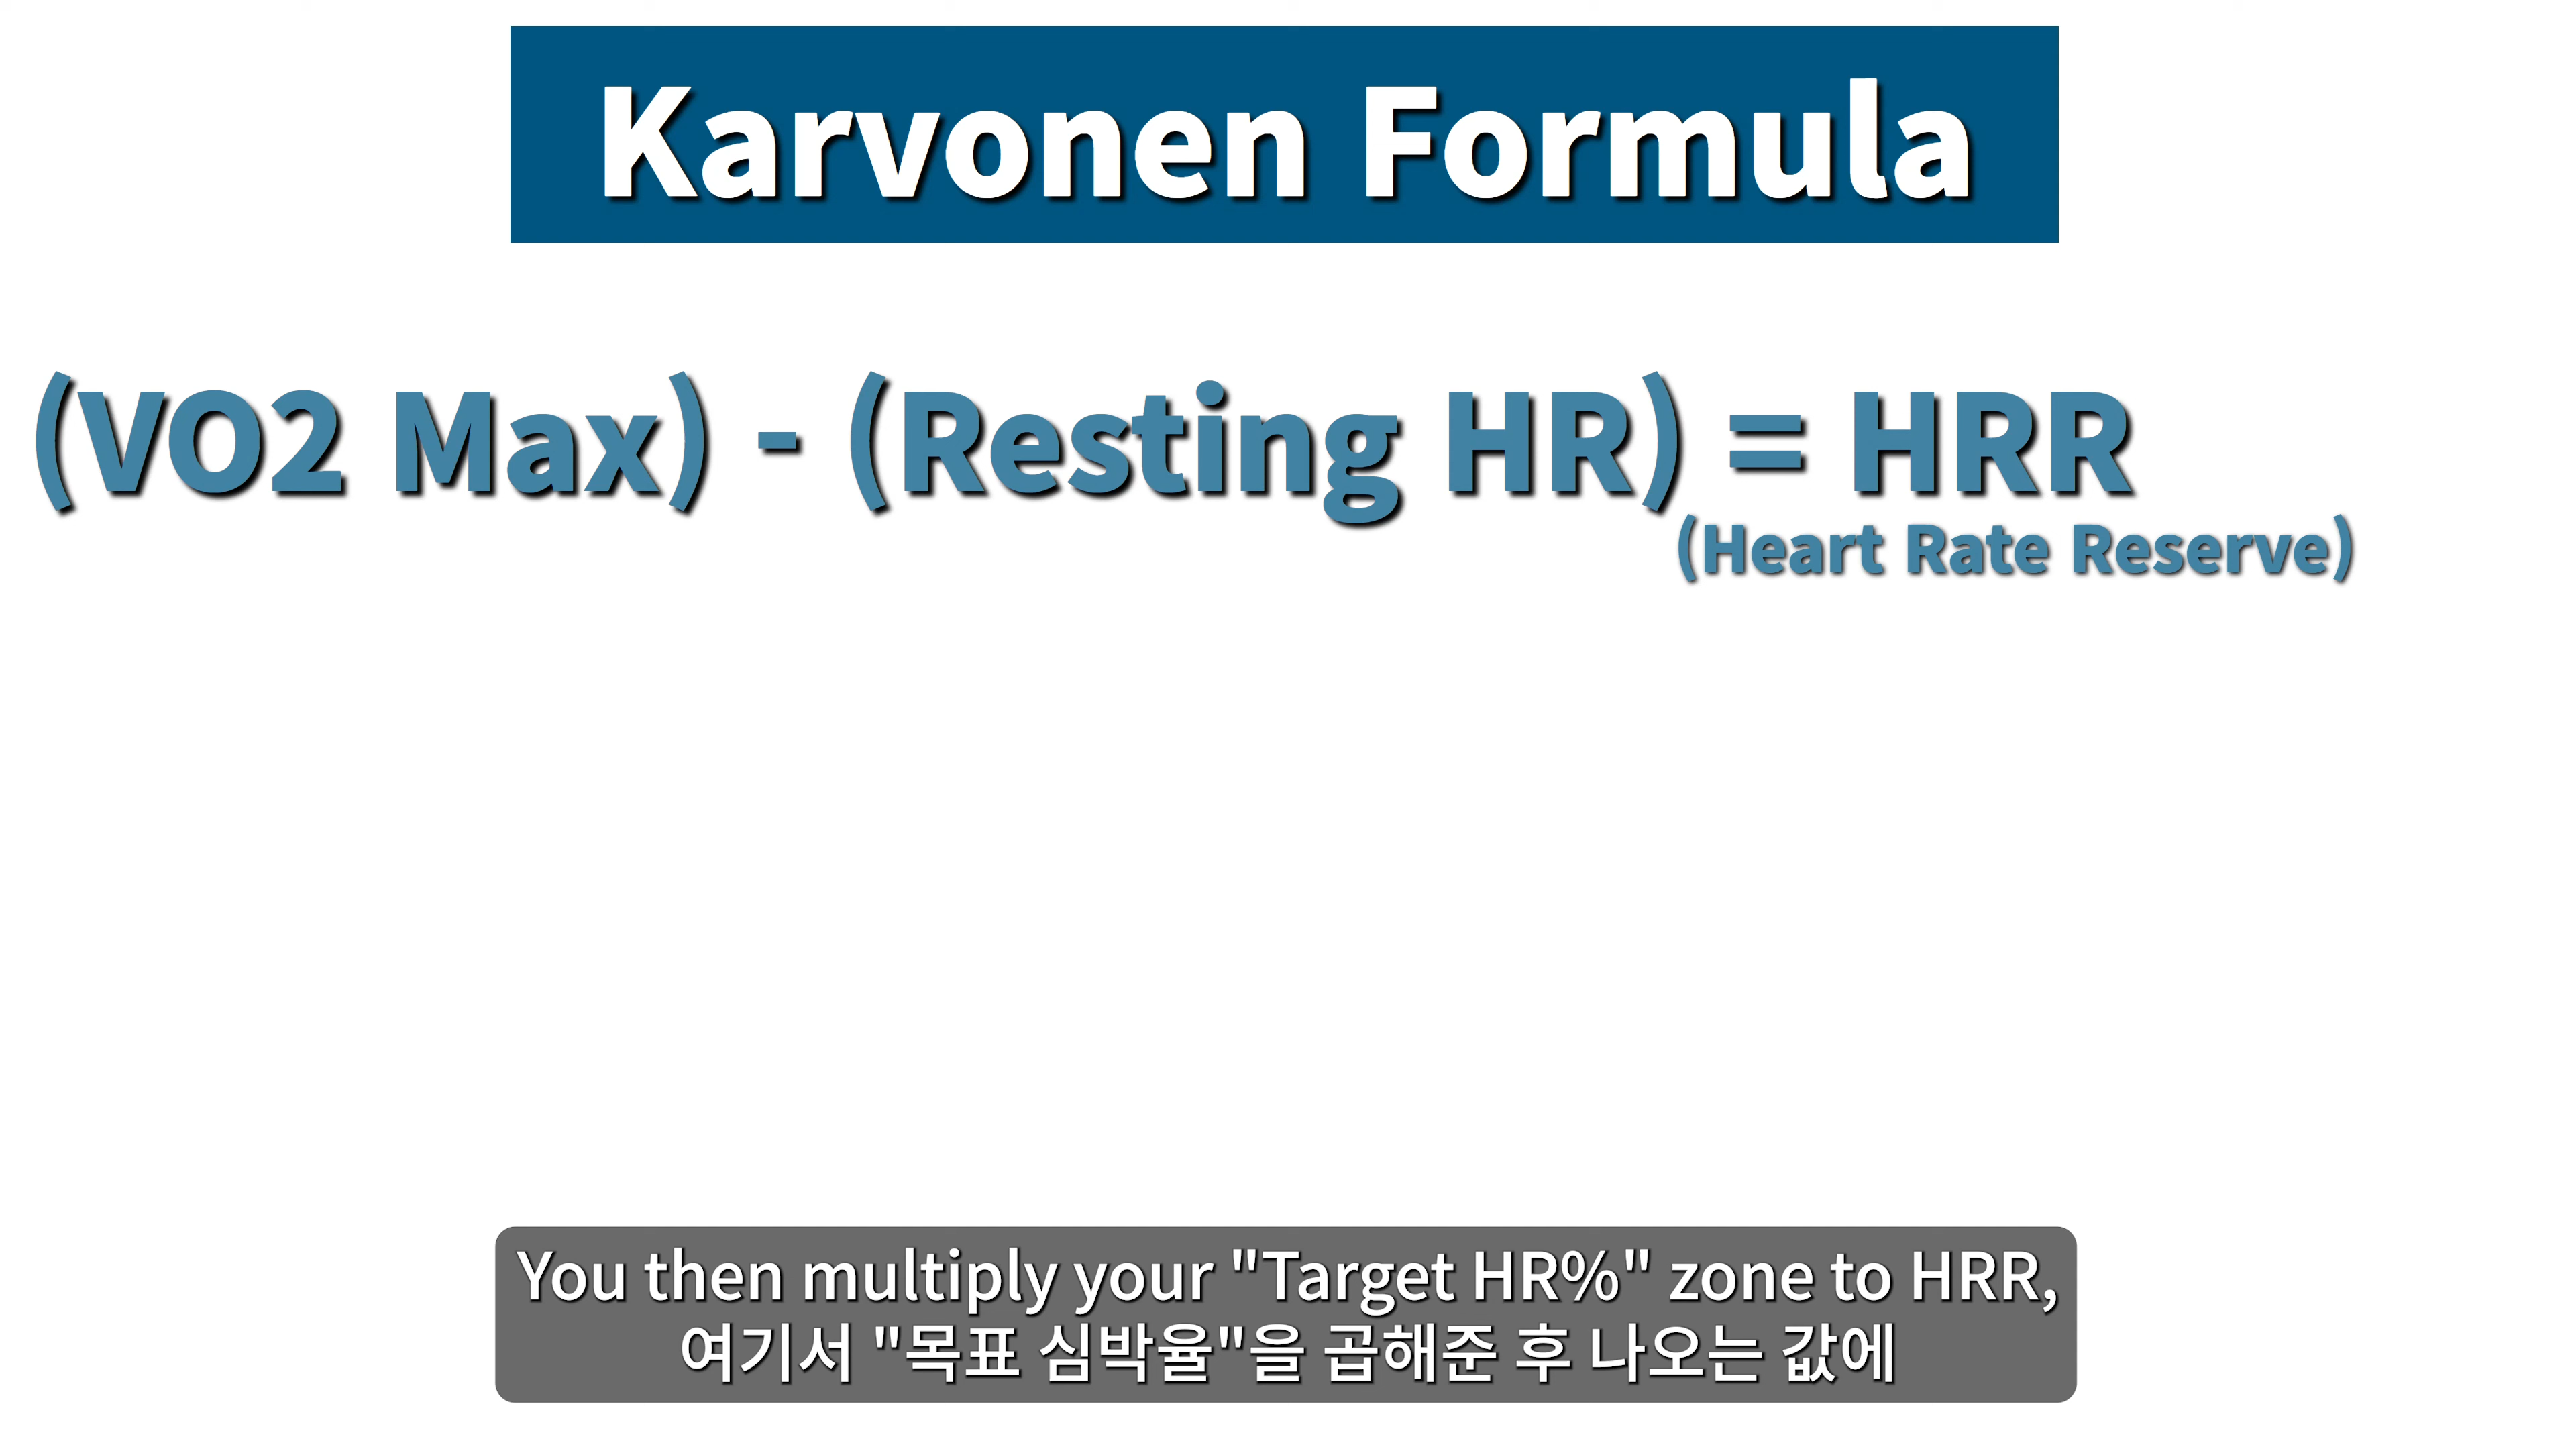 Karvonen Formula
(VO2 Max) - (Resting HR) = HRR
(Heart Rate Reserve)
You then multiply your "Target HR%" zone to HRR,
여기서 "목표 심박율"을 곱해준 후 나오는 값에